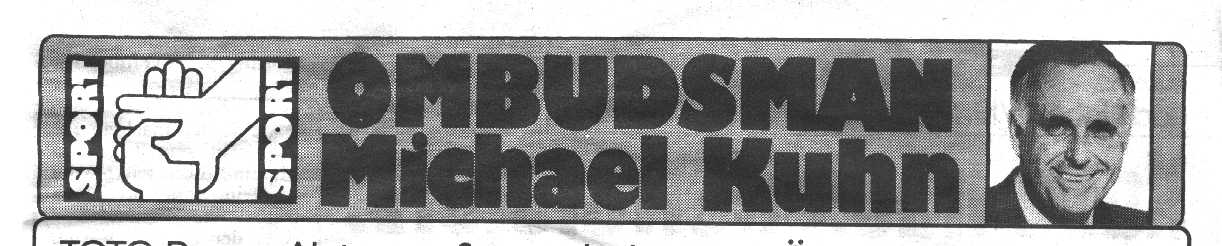 SPORT
SPORT
OMBUDSMAN
Michael Kuhn